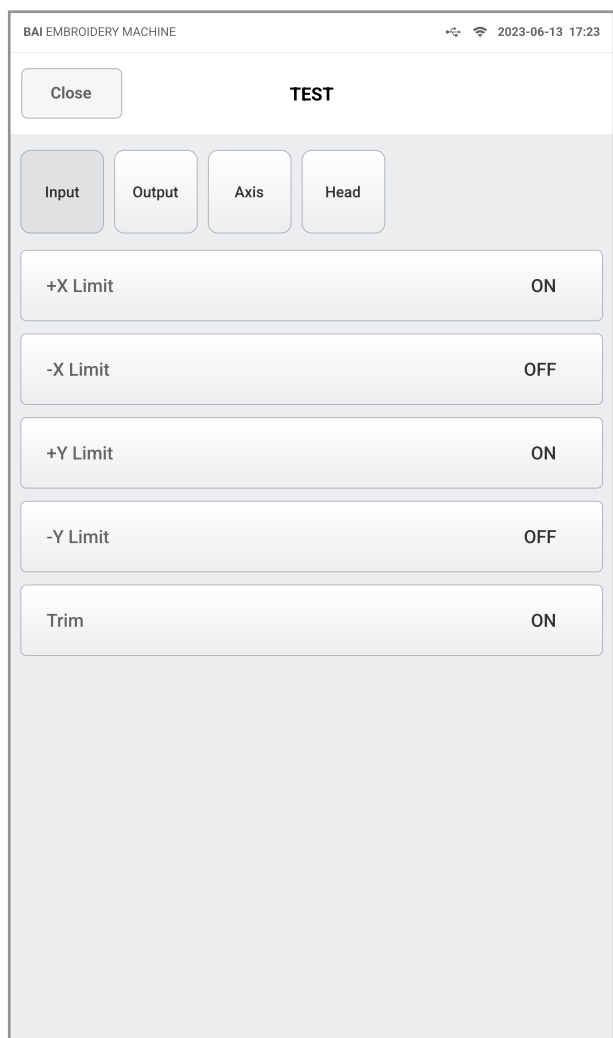 BAI EMBROIDERY MACHINE 2023-06-13 17:23
Close TEST
Input Output Axis Head
+X Limit ON
-X Limit OFF
+Y Limit ON
-Y Limit OFF
Trim ON